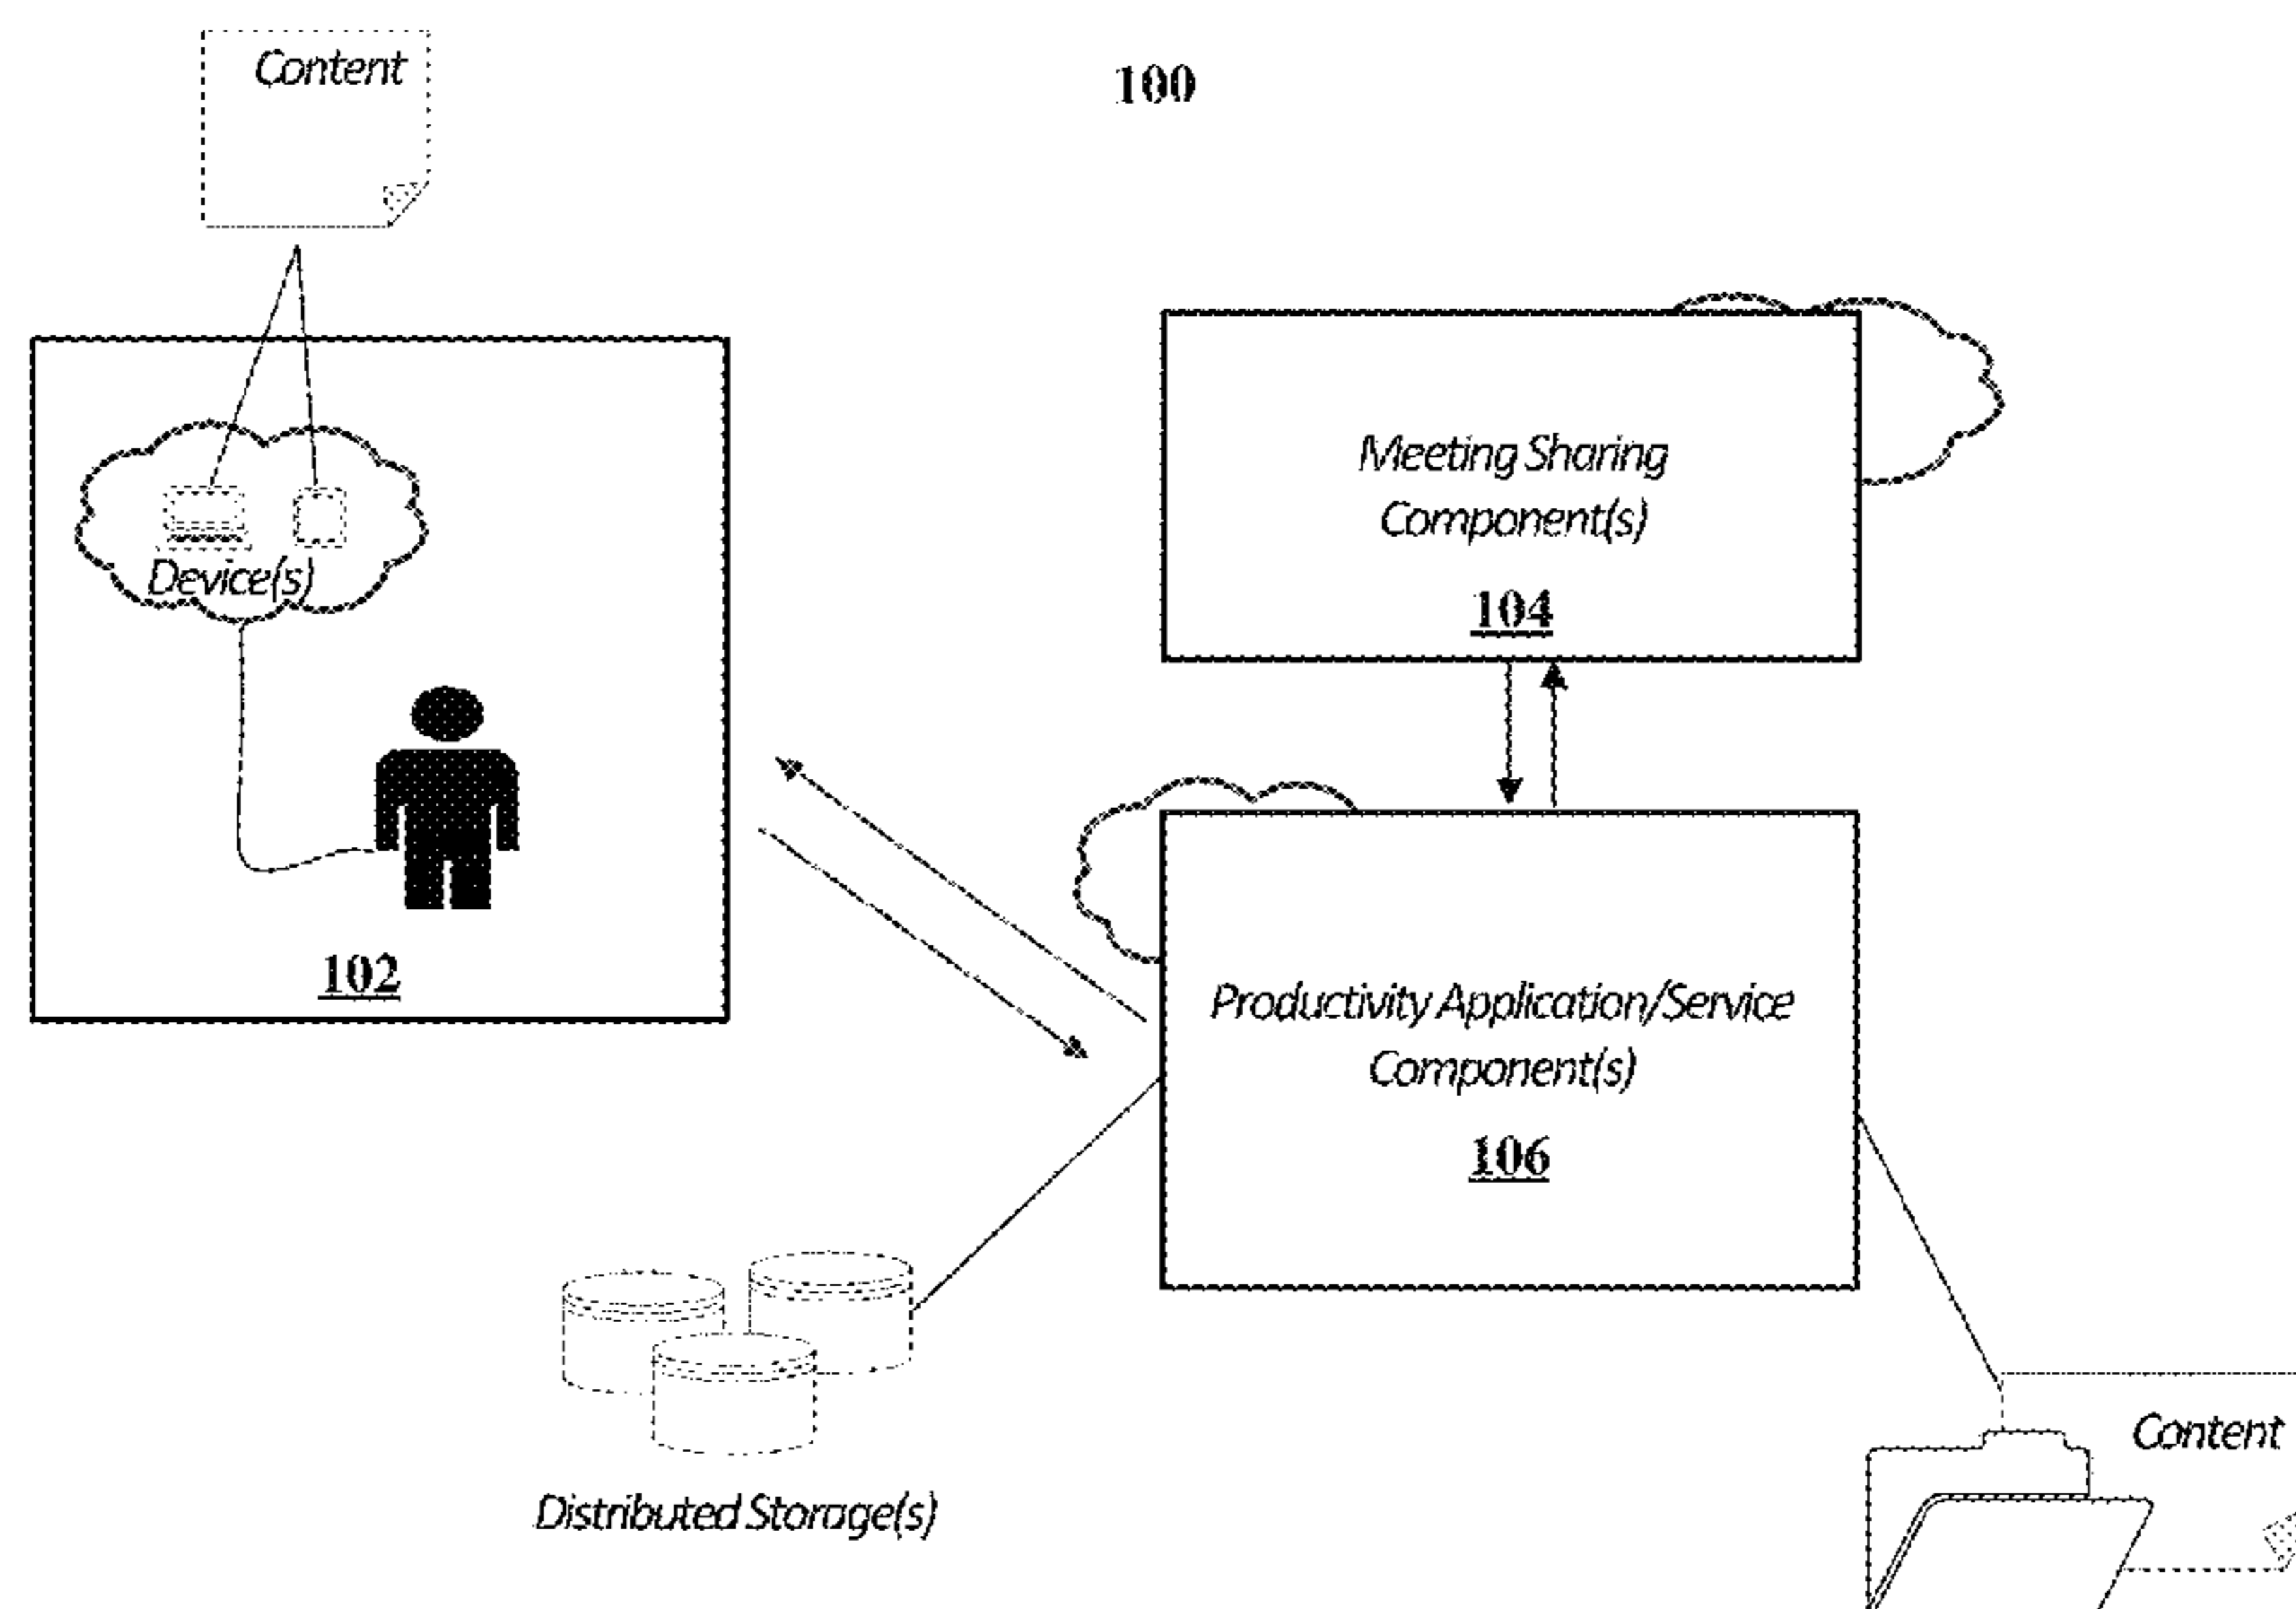 Content
100
Meeting Sharing
Component(s)
104
Device(s)
102
Productivity Application/Service
Component(s)
106
Content
Distributed Storage(s)